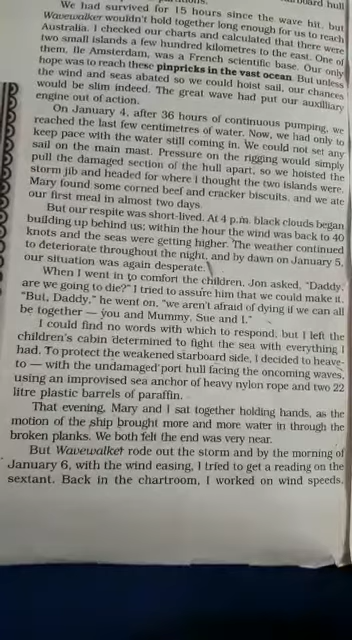 board hull
We had survived for 15 hours since the wave hit, but
Wavewalker wouldn't hold together long enough for us to reach
Australia. I checked our charts and calculated that there were
two small islands a few hundred kilometres to the east. One of
them, Ile Amsterdam, was a French scientific base. Our only
hope was to reach these pinpricks in the vast ocean. But unless
the wind and seas abated so we could hoist sail, our chances
would be slim indeed. The great wave had put our auxilliary
engine out of action.
On January 4, after 36 hours of continuous pumping, we
reached the last few centimetres of water. Now, we had only to
keep pace with the water still coming in. We could not set any
sail on the main mast. Pressure on the rigging would simply
pull the damaged section of the hull apart, so we hoisted the
storm jib and headed for where I thought the two islands were.
Mary found some corned beef and cracker biscuits, and we ate
our first meal in almost two days.
But our respite was short-lived. At 4 p.m. black clouds began
building up behind us; within the hour the wind was back to 40
knots and the seas were getting higher. The weather continued
to deteriorate throughout the night, and by dawn on January 5,
our situation was again desperate.
When I went in to comfort the children, Jon asked, "Daddy,
are we going to die?" I tried to assure him that we could make it.
"But, Daddy," he went on, "we aren't afraid of dying if we can all
be together — you and Mummy, Sue and I."
I could find no words with which to respond, but I left the
children's cabin determined to fight the sea with everything I
had. To protect the weakened starboard side, I decided to heave-
to — with the undamaged port hull facing the oncoming waves,
using an improvised sea anchor of heavy nylon rope and two 22
litre plastic barrels of paraffin.
That evening, Mary and I sat together holding hands, as the
motion of the ship brought more and more water in through the
broken planks. We both felt the end was very near.
But Wavewalker rode out the storm and by the morning of
January 6, with the wind easing, I tried to get a reading on the
sextant. Back in the chartroom, I worked on wind speeds,